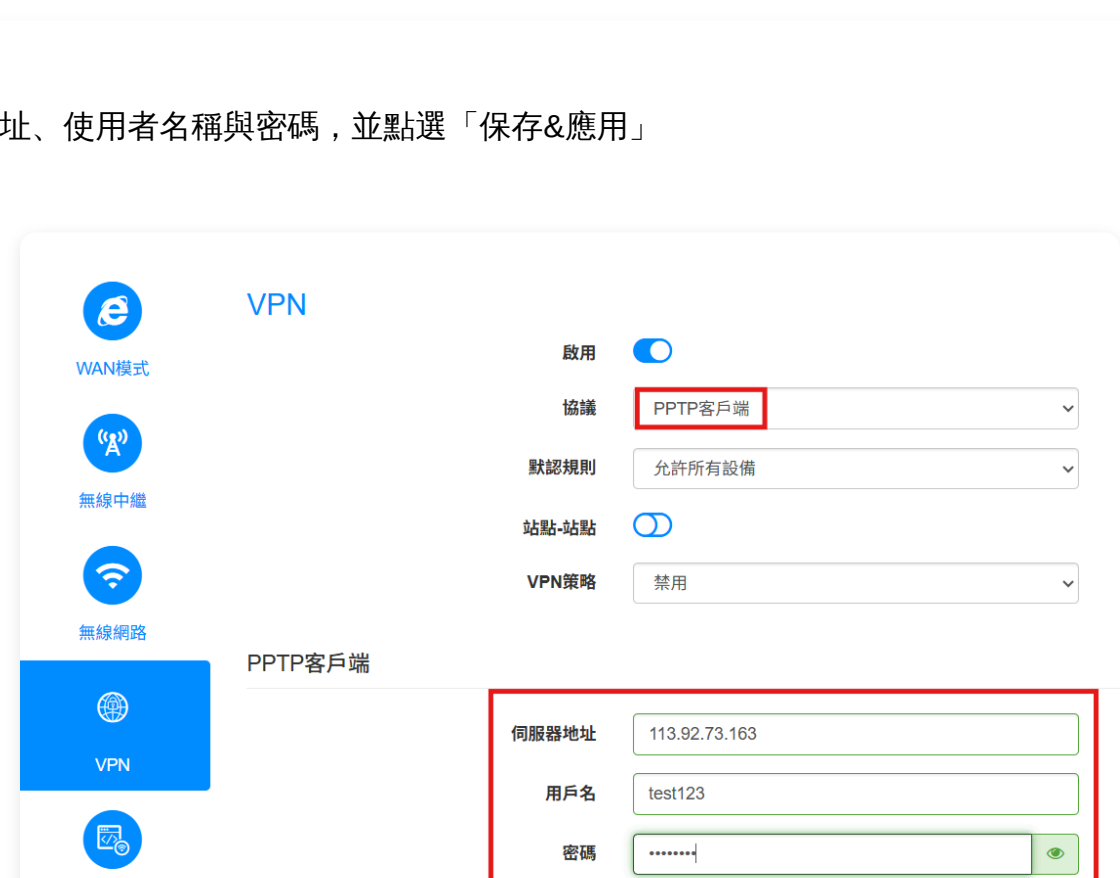 址、使用者名稱與密碼，並點選「保存&應用」
VPN
啟用
WAN模式
協議 PPTP客戶端
默認規則 允許所有設備
無線中繼
站點-站點
VPN策略 禁用
無線網路
PPTP客戶端
伺服器地址 113.92.73.163
VPN
用戶名 test123
密碼 ••••••••